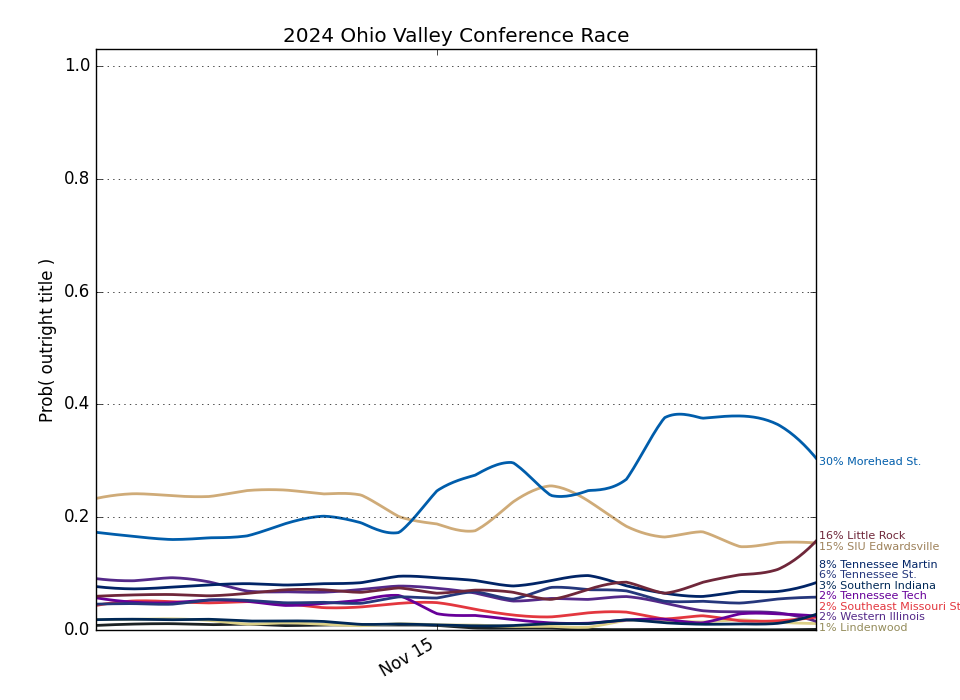 2024 Ohio Valley Conference Race
1.0
0.8
0.6
0.4
0.2
0.0
Prob( outright title )
Nov 15
30% Morehead St.
16% Little Rock
15% SIU Edwardsville
8% Tennessee Martin
6% Tennessee St.
3% Southern Indiana
2% Tennessee Tech
2% Southeast Missouri St
2% Western Illinois
1% Lindenwood